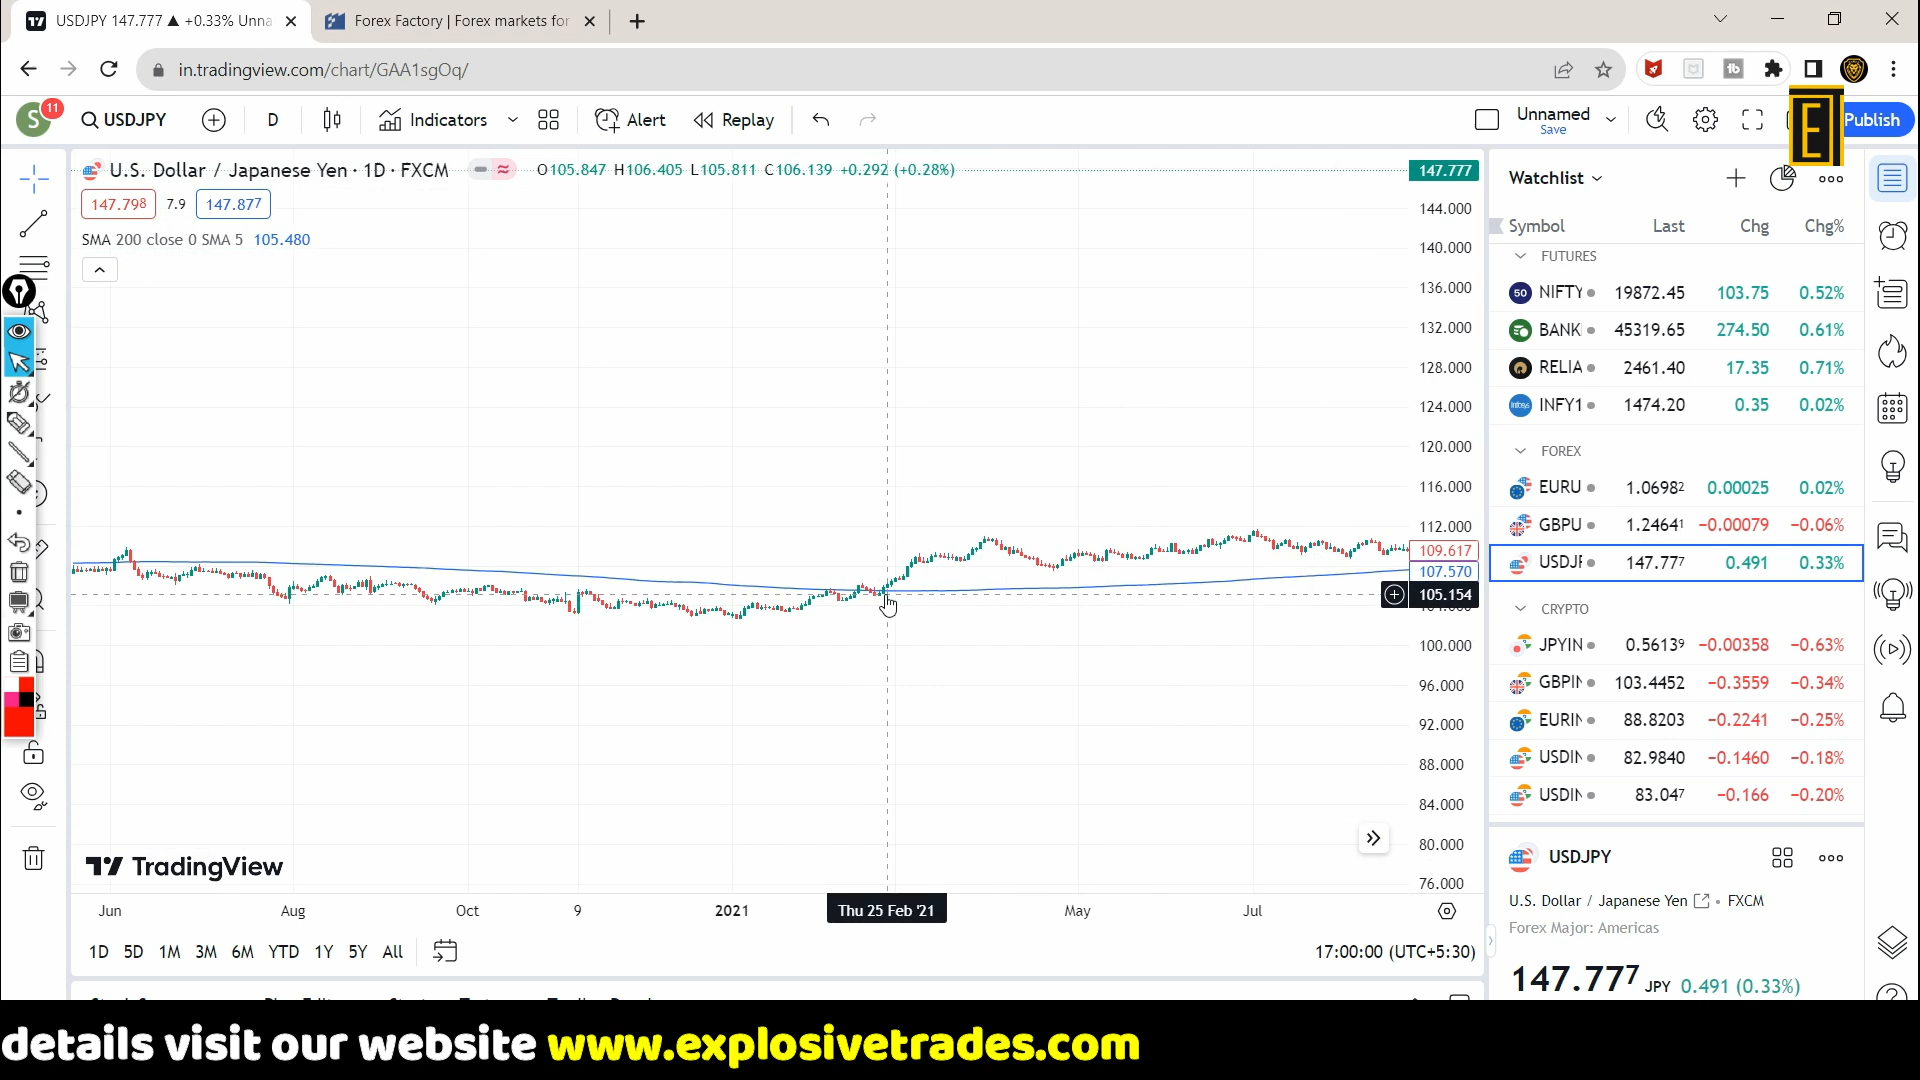 USDJPY 147.777 ▲ +0.33% Unna
Forex Factory | Forex markets for
in.tradingview.com/chart/GAA1sgOq/
S
11
USDJPY
D
Indicators
Alert
Replay
Unnamed
Save
E
Publish
U.S. Dollar / Japanese Yen · 1D · FXCM
O105.847 H106.405 L105.811 C106.139 +0.292 (+0.28%)
147.798
7.9
147.877
SMA 200 close 0 SMA 5 105.480
147.777
144.000
140.000
136.000
132.000
128.000
124.000
120.000
116.000
112.000
109.617
107.570
105.154
100.000
96.000
92.000
88.000
84.000
80.000
76.000
TradingView
Jun
Aug
Oct
9
2021
Thu 25 Feb '21
May
Jul
1D 5D 1M 3M 6M YTD 1Y 5Y All
17:00:00 (UTC+5:30)
Watchlist
Symbol Last Chg Chg%
FUTURES
NIFTY 19872.45 103.75 0.52%
BANK 45319.65 274.50 0.61%
RELIA 2461.40 17.35 0.71%
INFY1 1474.20 0.35 0.02%
FOREX
EURU 1.06982 0.00025 0.02%
GBPU 1.24641 −0.00079 −0.06%
USDJF 147.777 0.491 0.33%
CRYPTO
JPYIN 0.56139 −0.00358 −0.63%
GBPIN 103.4452 −0.3559 −0.34%
EURIN 88.8203 −0.2241 −0.25%
USDIN 82.9840 −0.1460 −0.18%
USDIN 83.047 −0.166 −0.20%
USDJPY
U.S. Dollar / Japanese Yen • FXCM
Forex Major: Americas
147.777 JPY 0.491 (0.33%)
details visit our website www.explosivetrades.com